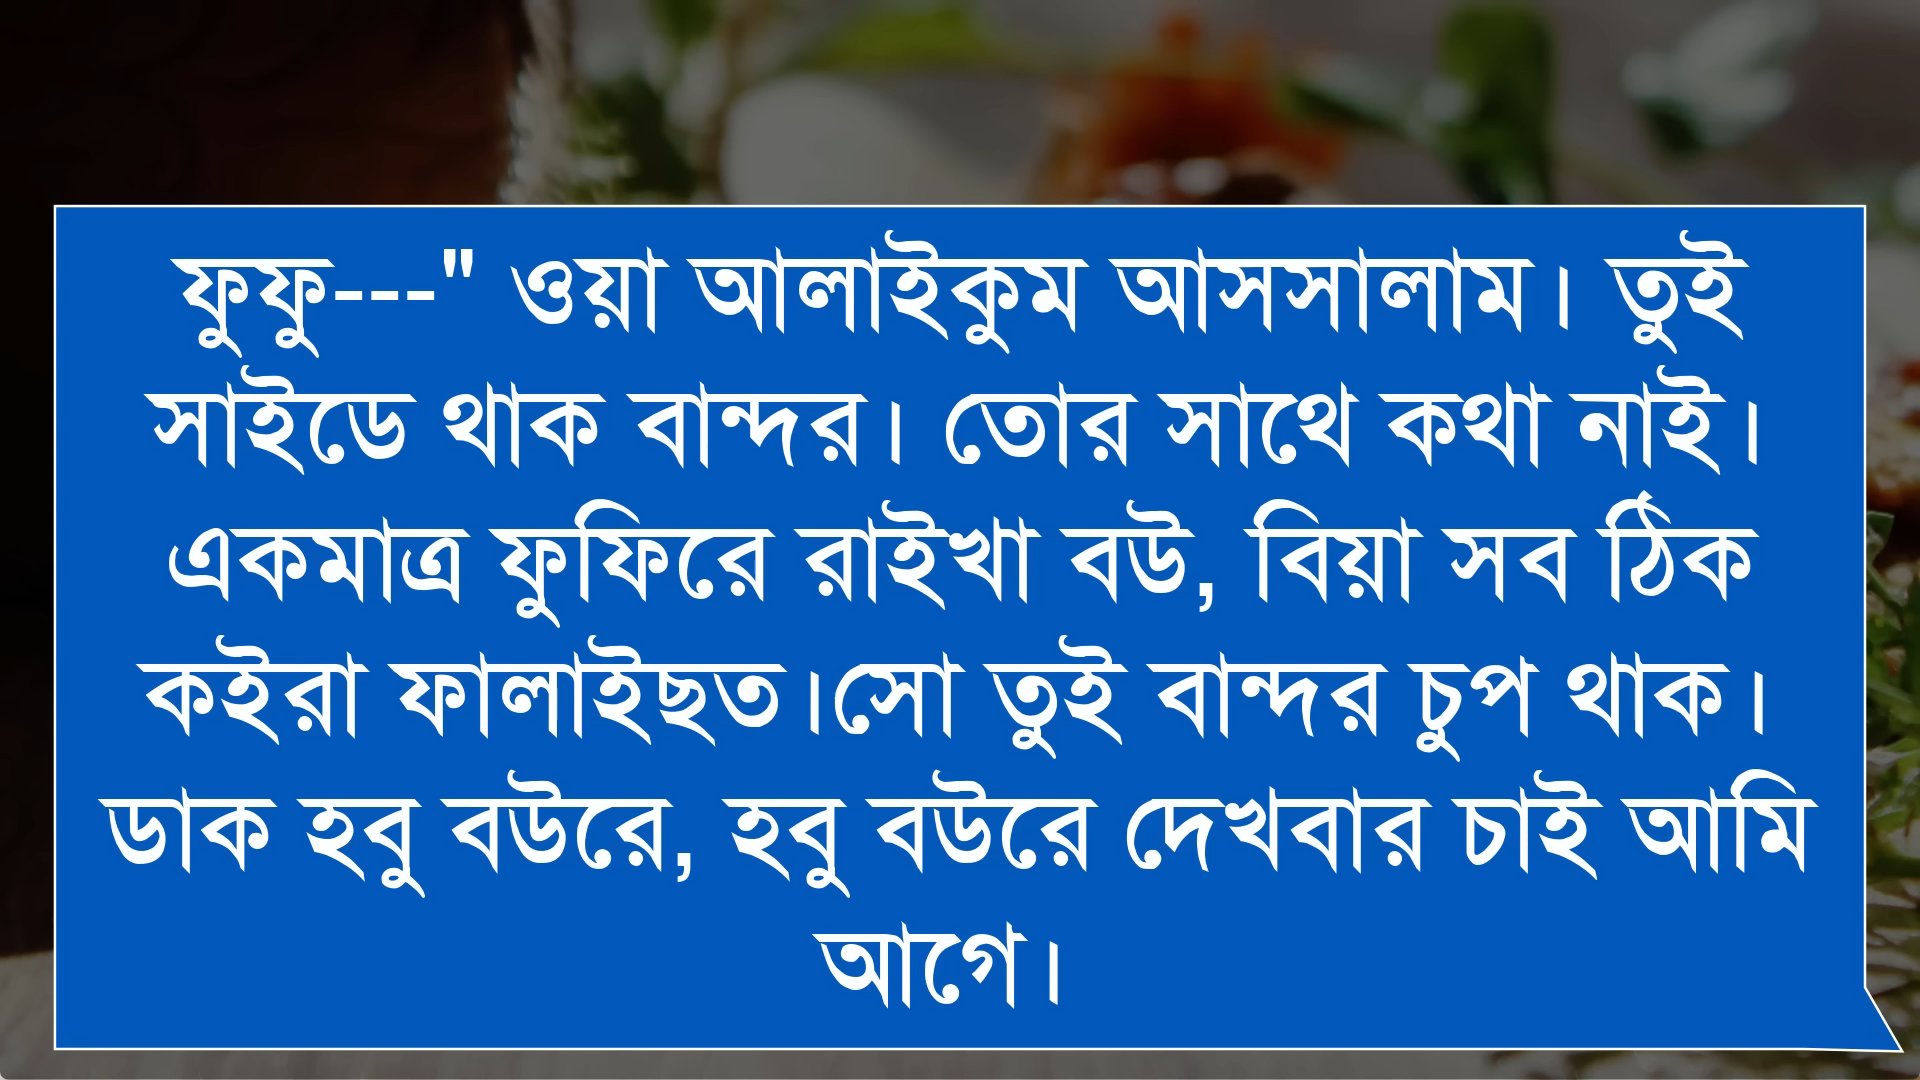 ফুফু---" ওয়া আলাইকুম আসসালাম। তুই
সাইডে থাক বান্দর। তোর সাথে কথা নাই।
একমাত্র ফুফিরে রাইখা বউ, বিয়া সব ঠিক
কইরা ফালাইছত।সো তুই বান্দর চুপ থাক।
ডাক হবু বউরে, হবু বউরে দেখবার চাই আমি
আগে।